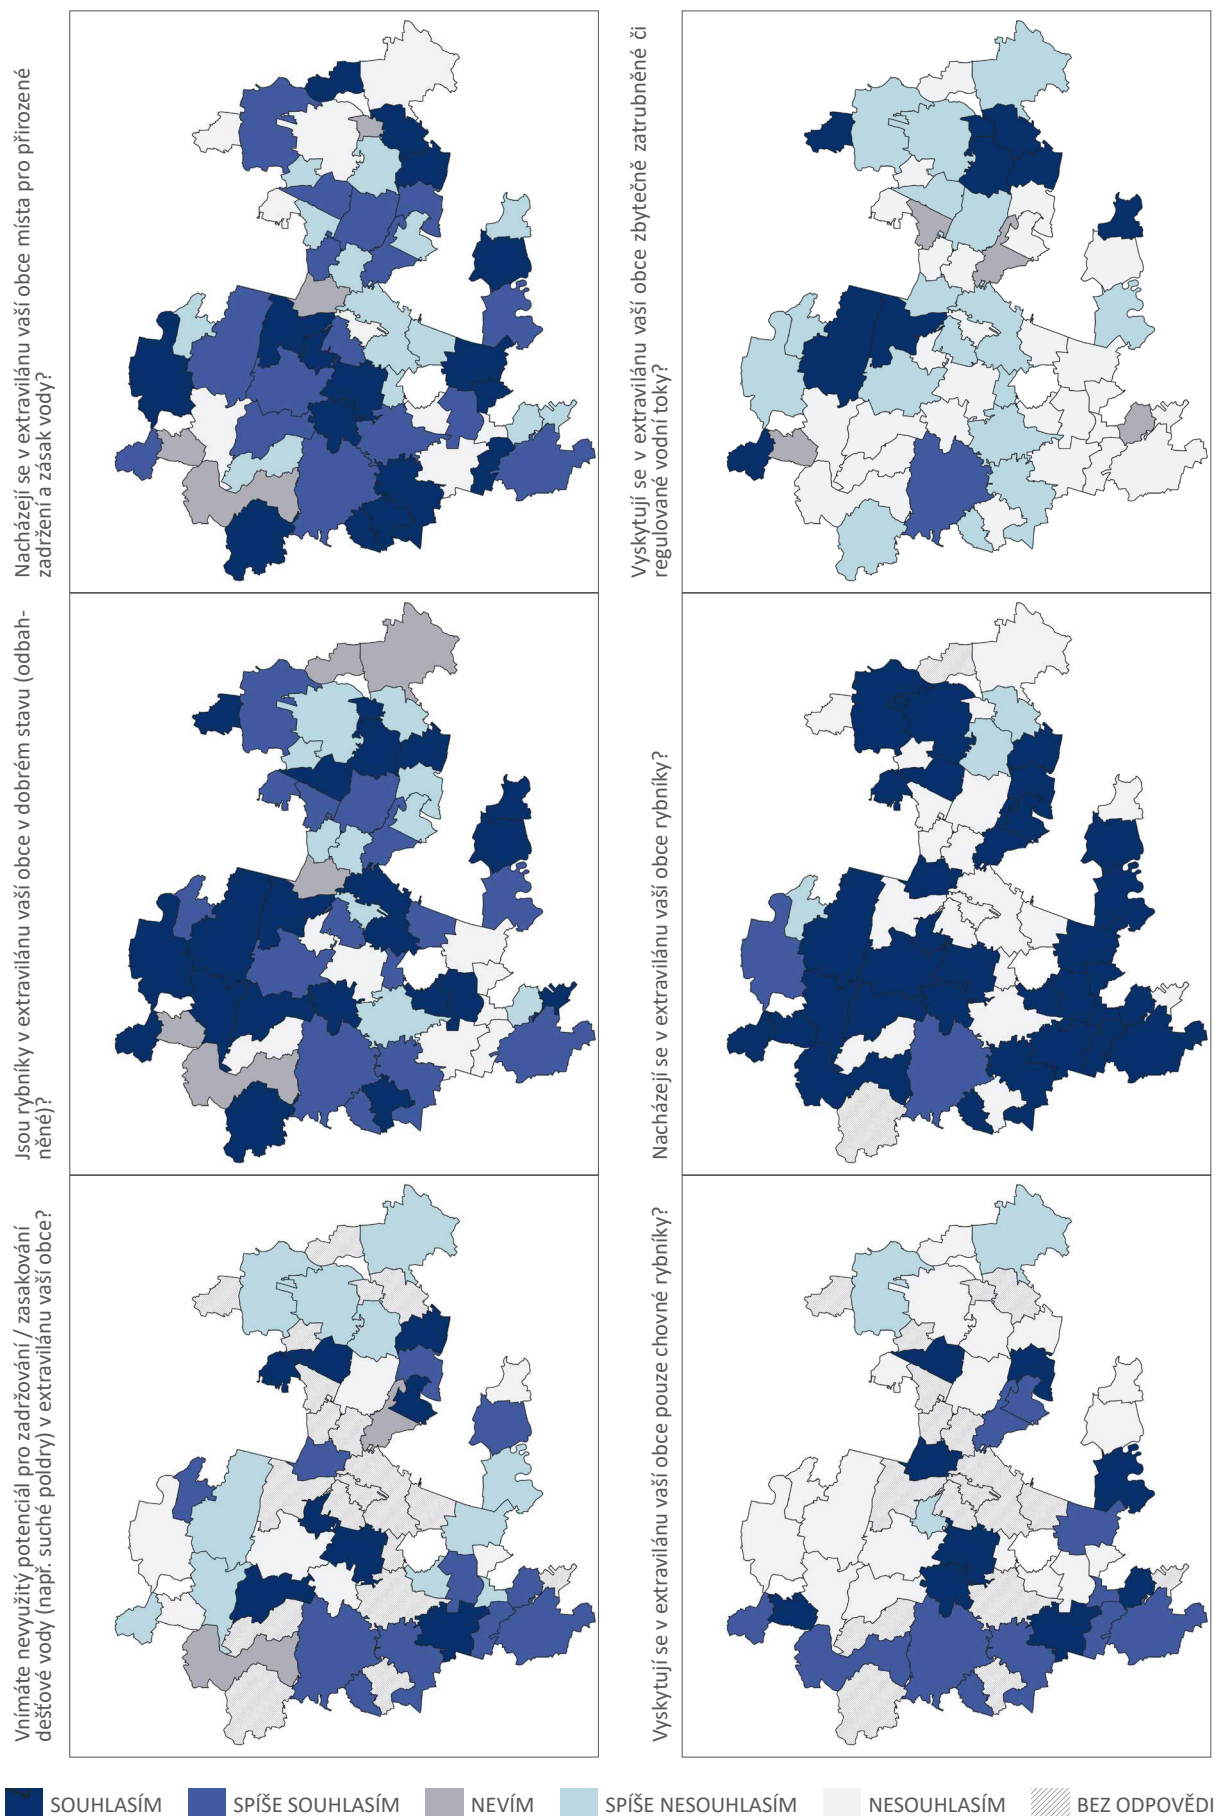 Nacházejí se v extravilánu vaší obce místa pro přirozené
zadržení a zásak vody?
Vyskytují se v extravilánu vaší obce zbytečně zatrubněné či
regulované vodní toky?
Jsou rybníky v extravilánu vaší obce v dobrém stavu (odbah-
něné)?
Nacházejí se v extravilánu vaší obce rybníky?
Vnímáte nevyužitý potenciál pro zadržování / zasakování
dešťové vody (např. suché poldry) v extravilánu vaší obce?
Vyskytují se v extravilánu vaší obce pouze chovné rybníky?
SOUHLASÍM
SPÍŠE SOUHLASÍM
NEVÍM
SPÍŠE NESOUHLASÍM
NESOUHLASÍM
BEZ ODPOVĚDI